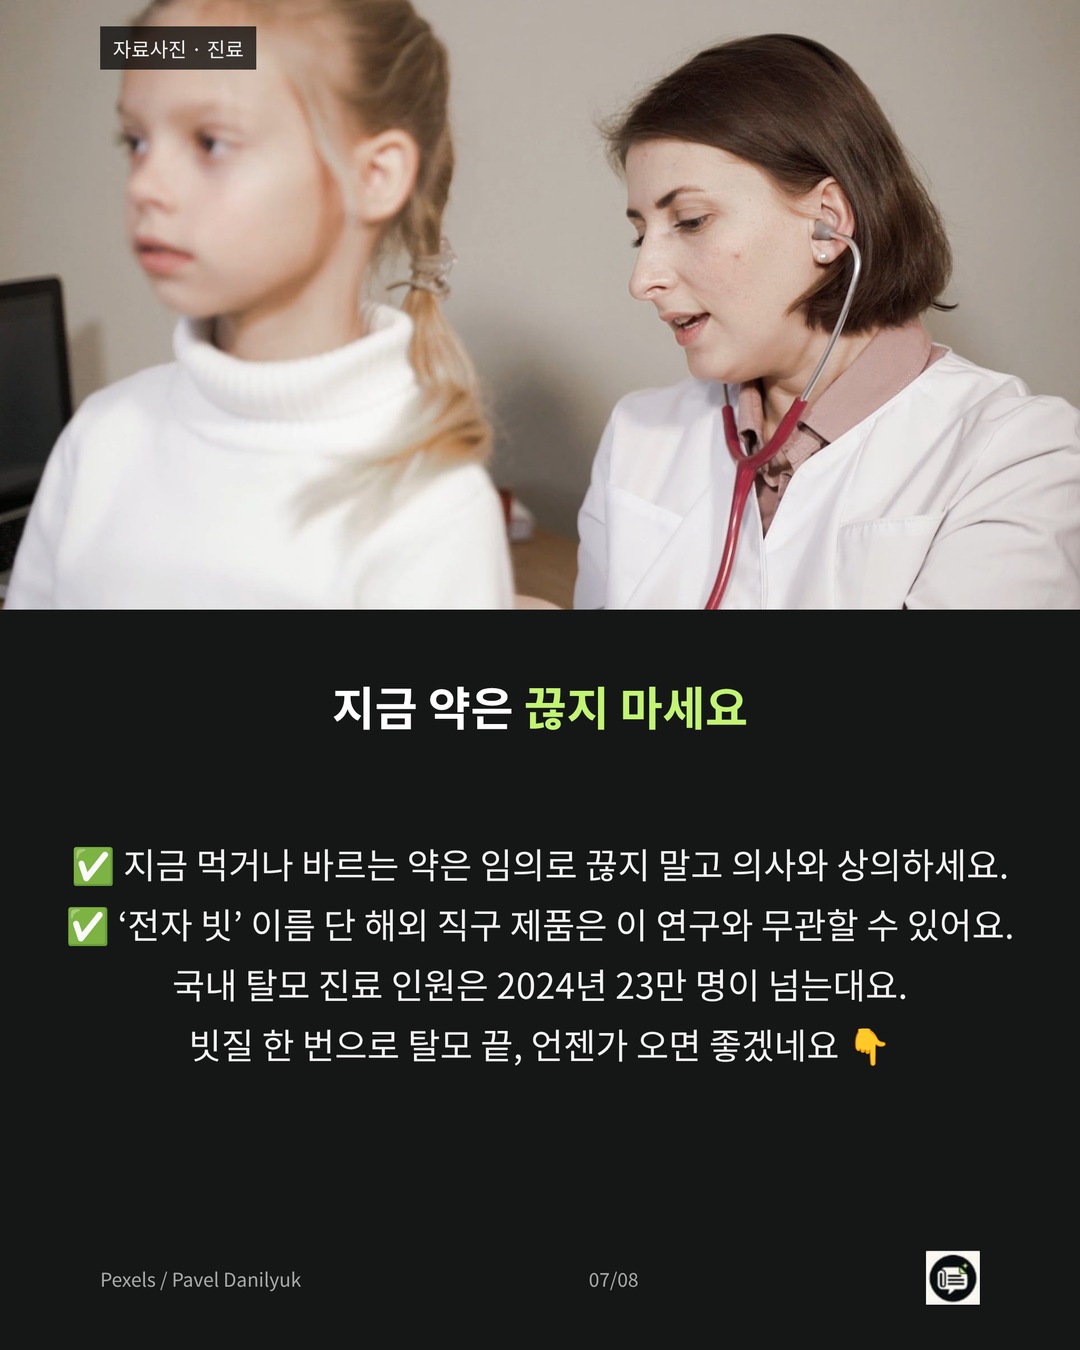 자료사진 · 진료
지금 약은 끊지 마세요
✅ 지금 먹거나 바르는 약은 임의로 끊지 말고 의사와 상의하세요.
✅ ‘전자 빗’ 이름 단 해외 직구 제품은 이 연구와 무관할 수 있어요.
국내 탈모 진료 인원은 2024년 23만 명이 넘는대요.
빗질 한 번으로 탈모 끝, 언젠가 오면 좋겠네요 👇
Pexels / Pavel Danilyuk
07/08